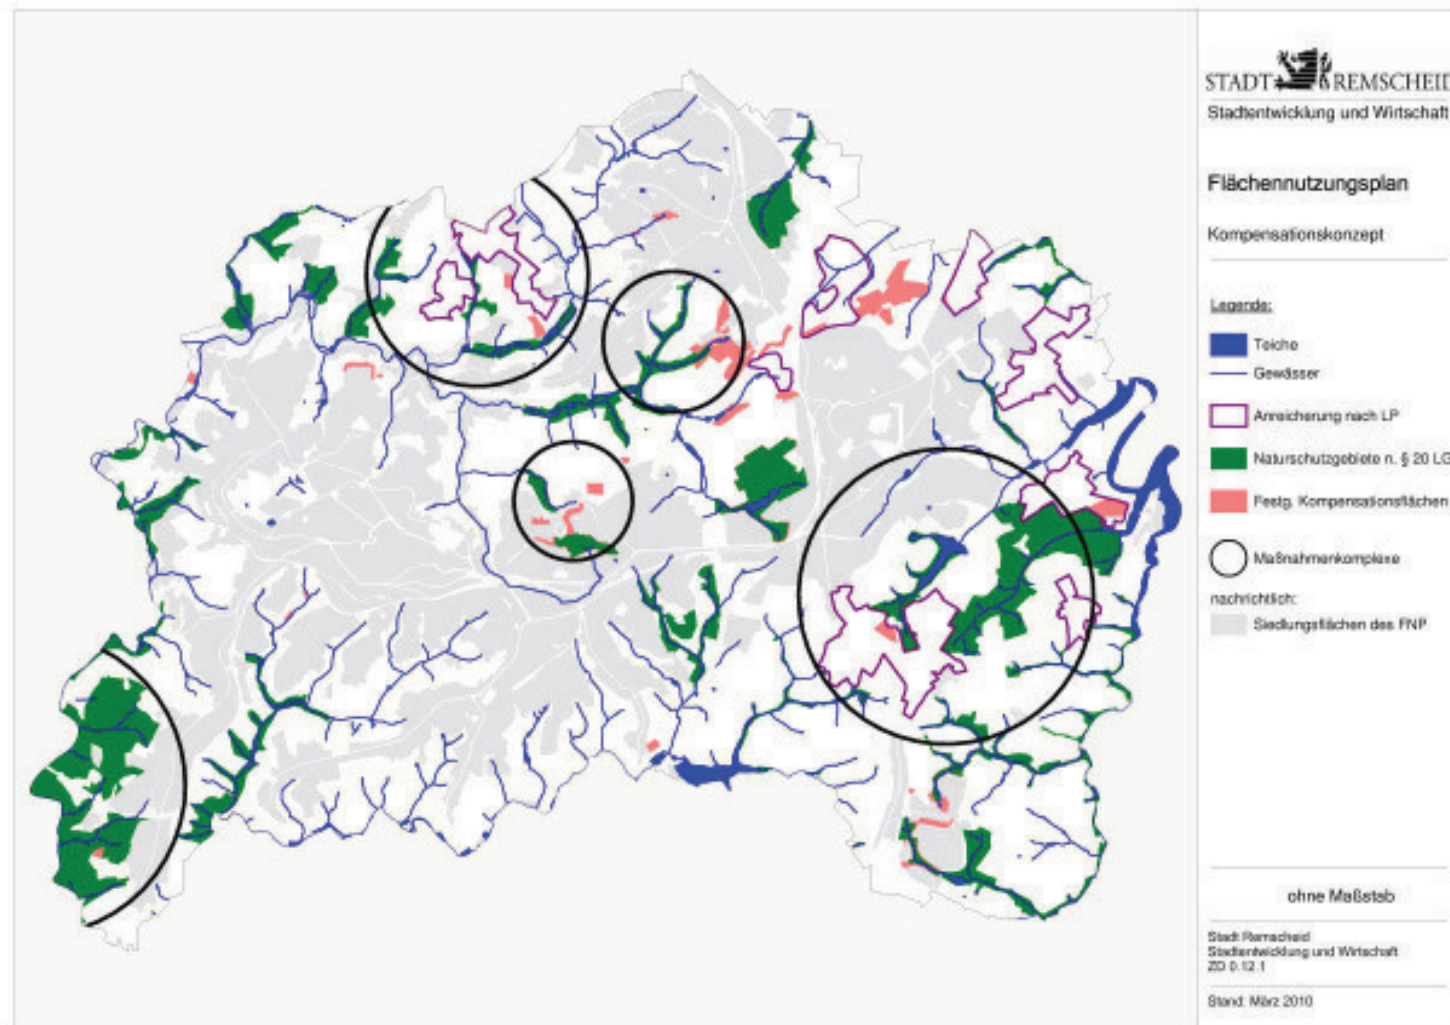 STADT REMSCHEID
Stadtentwicklung und Wirtschaft
Flächennutzungsplan
Kompensationskonzept
Legende:
Teiche
Gewässer
Anreicherung nach LP
Naturschutzgebiete n. § 20 LG
Festg. Kompensationsflächen
Maßnahmenkomplexe
nachrichtlich:
Siedlungsflächen des FNP
ohne Maßstab
Stadt Remscheid
Stadtentwicklung und Wirtschaft
ZD 0.12.1
Stand: März 2010